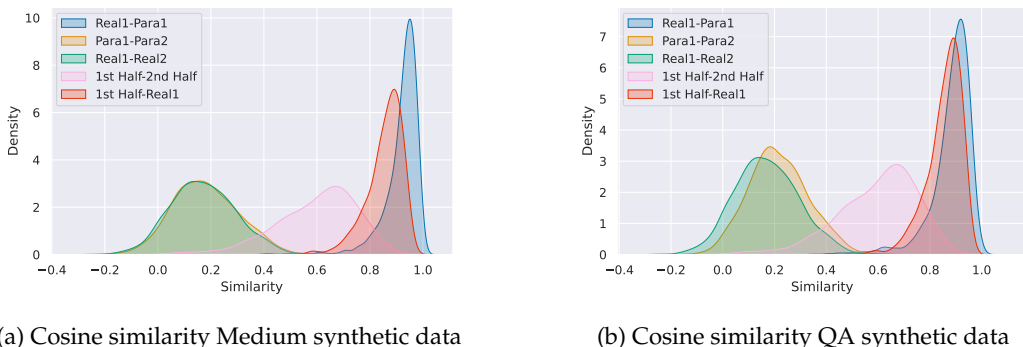 10
8
6
4
2
0
Density
Real1-Para1
Para1-Para2
Real1-Real2
1st Half-2nd Half
1st Half-Real1
−0.4 −0.2 0.0 0.2 0.4 0.6 0.8 1.0
Similarity
(a) Cosine similarity Medium synthetic data
7
6
5
4
3
2
1
0
Density
Real1-Para1
Para1-Para2
Real1-Real2
1st Half-2nd Half
1st Half-Real1
−0.4 −0.2 0.0 0.2 0.4 0.6 0.8 1.0
Similarity
(b) Cosine similarity QA synthetic data